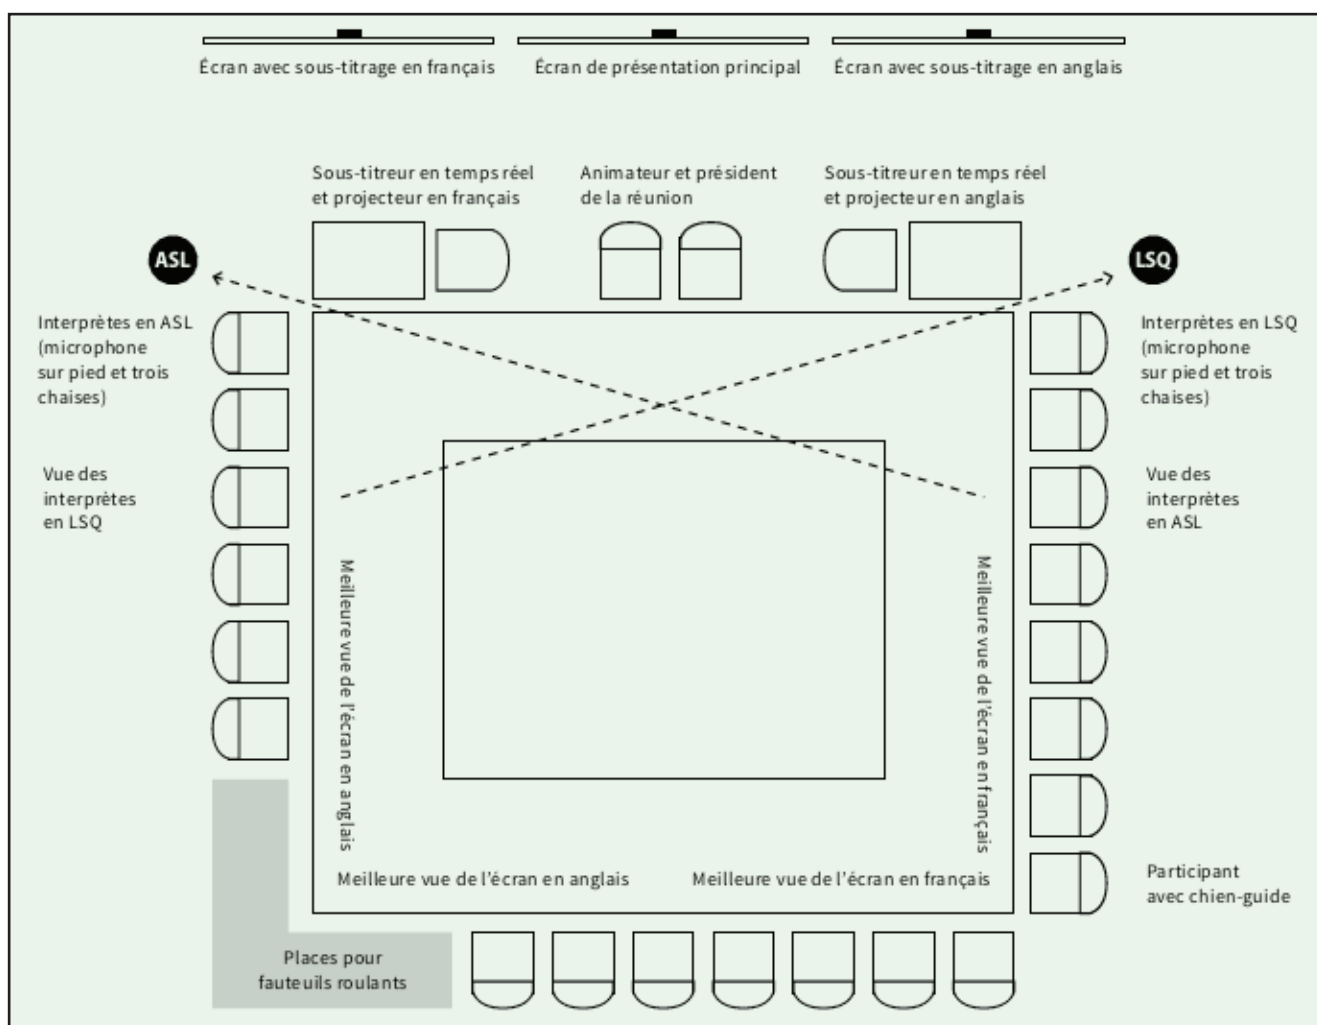 Écran avec sous-titrage en français
Écran de présentation principal
Écran avec sous-titrage en anglais
Sous-titreur en temps réel
et projecteur en français
Animateur et président
de la réunion
Sous-titreur en temps réel
et projecteur en anglais
ASL
LSQ
Interprètes en ASL
(microphone
sur pied et trois
chaises)
Interprètes en LSQ
(microphone
sur pied et trois
chaises)
Vue des
interprètes
en LSQ
Vue des
interprètes
en ASL
Meilleure vue de l'écran en anglais
Meilleure vue de l'écran en français
Meilleure vue de l'écran en anglais
Meilleure vue de l'écran en français
Participant
avec chien-guide
Places pour
fauteuils roulants